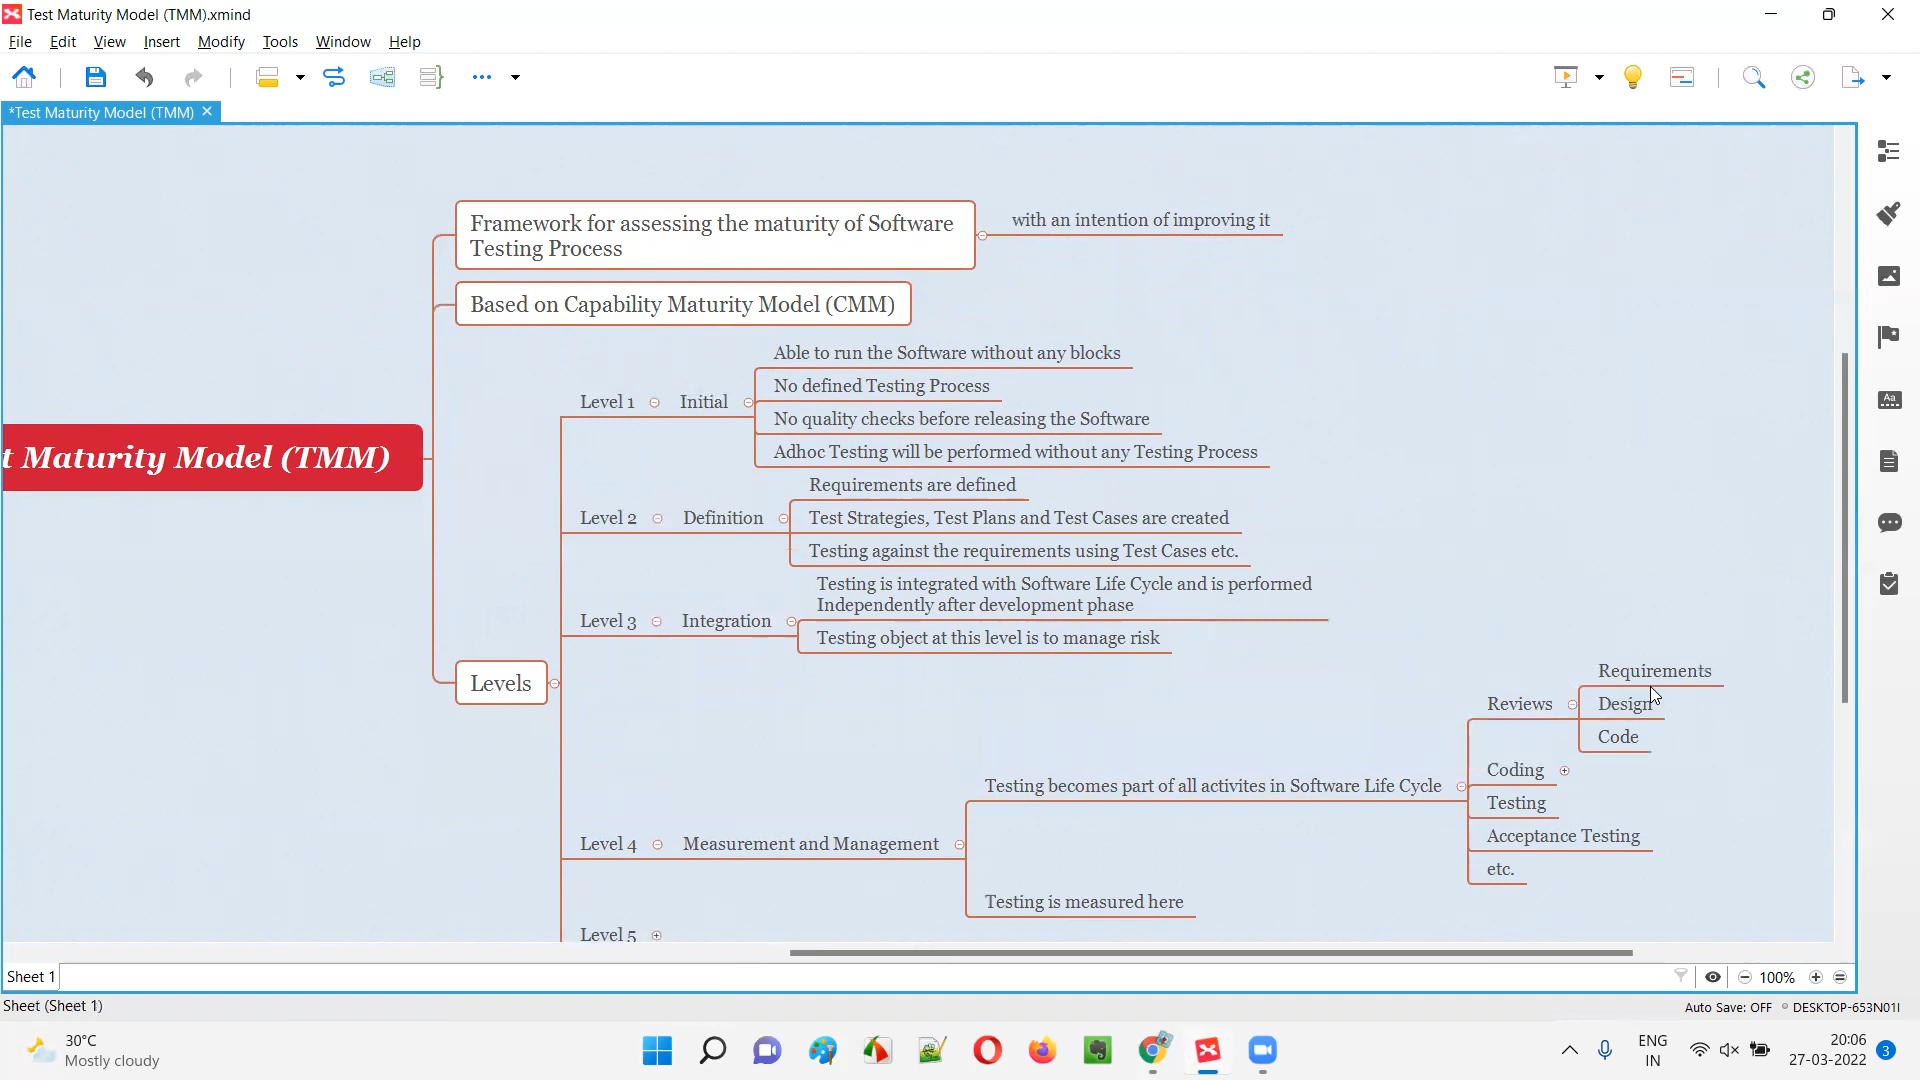 Test Maturity Model (TMM).xmind
File Edit View Insert Modify Tools Window Help
*Test Maturity Model (TMM)
Framework for assessing the maturity of Software
Testing Process
with an intention of improving it
Based on Capability Maturity Model (CMM)
t Maturity Model (TMM)
Levels
Level 1
Initial
Able to run the Software without any blocks
No defined Testing Process
No quality checks before releasing the Software
Adhoc Testing will be performed without any Testing Process
Level 2
Definition
Requirements are defined
Test Strategies, Test Plans and Test Cases are created
Testing against the requirements using Test Cases etc.
Level 3
Integration
Testing is integrated with Software Life Cycle and is performed
Independently after development phase
Testing object at this level is to manage risk
Level 4
Measurement and Management
Testing becomes part of all activites in Software Life Cycle
Reviews
Requirements
Design
Code
Coding
Testing
Acceptance Testing
etc.
Testing is measured here
Level 5
Aa
Sheet 1
100%
Sheet (Sheet 1)
Auto Save: OFF
DESKTOP-653N01I
30°C
Mostly cloudy
ENG
IN
20:06
27-03-2022
3